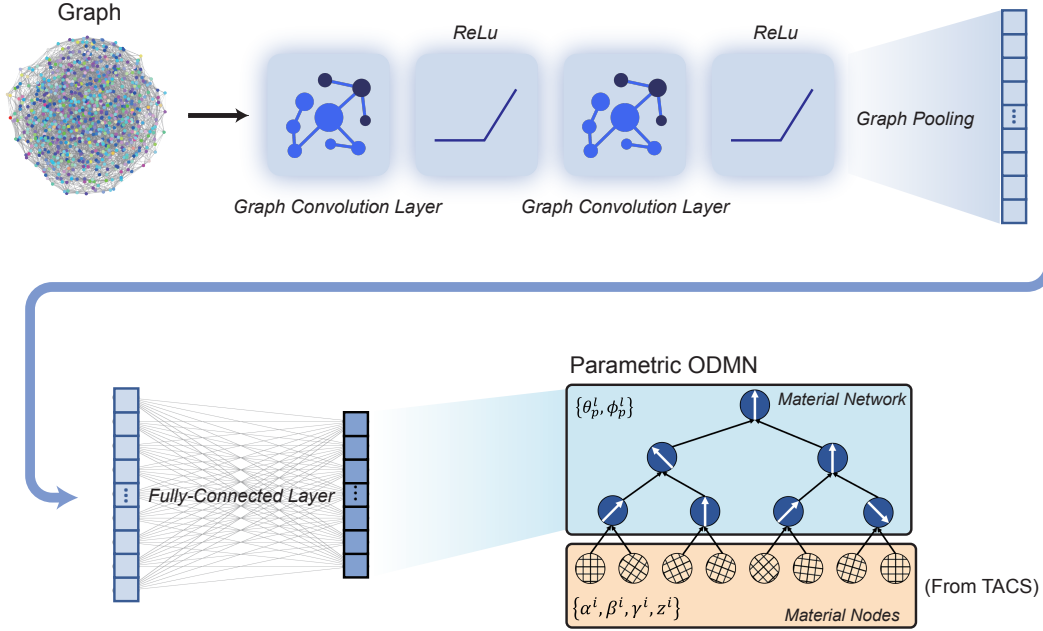 Graph
ReLu
ReLu
Graph Pooling
Graph Convolution Layer
Graph Convolution Layer
Parametric ODMN
{θ_p^l, ϕ_p^l}
Material Network
Fully-Connected Layer
(From TACS)
{α^i, β^i, γ^i, z^i}
Material Nodes